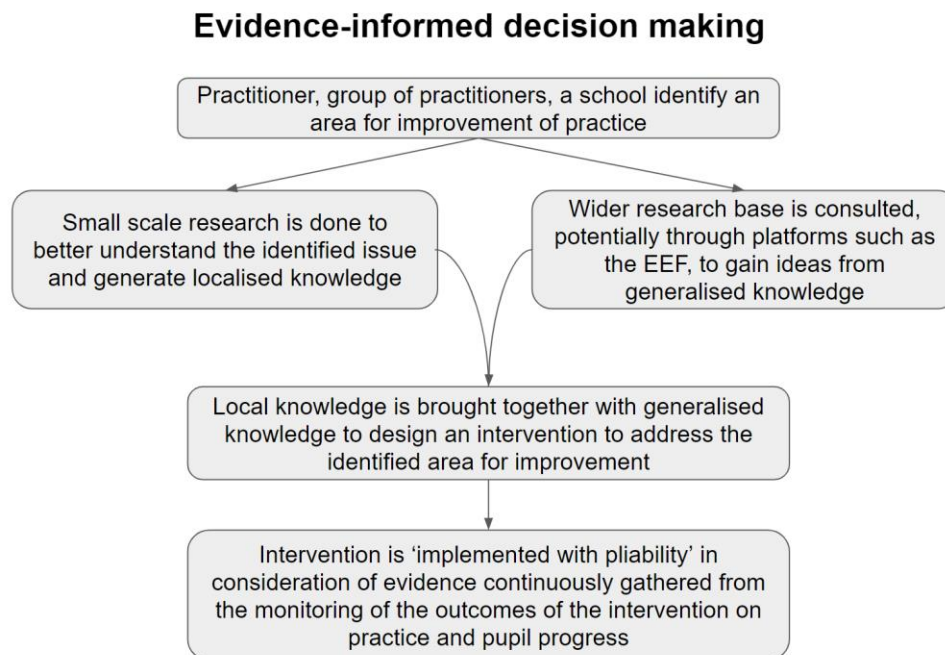 Evidence-informed decision making
Practitioner, group of practitioners, a school identify an
area for improvement of practice
Small scale research is done to
better understand the identified issue
and generate localised knowledge
Wider research base is consulted,
potentially through platforms such as
the EEF, to gain ideas from
generalised knowledge
Local knowledge is brought together with generalised
knowledge to design an intervention to address the
identified area for improvement
Intervention is ‘implemented with pliability’ in
consideration of evidence continuously gathered from
the monitoring of the outcomes of the intervention on
practice and pupil progress